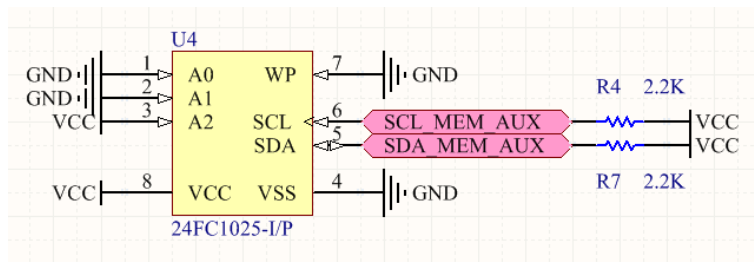 U4
GND 1 A0 WP 7 GND
GND 2 A1 R4 2.2K
VCC 3 A2 SCL 6 SCL_MEM_AUX VCC
SDA 5 SDA_MEM_AUX VCC
VCC 8 VCC VSS 4 GND R7 2.2K
24FC1025-I/P